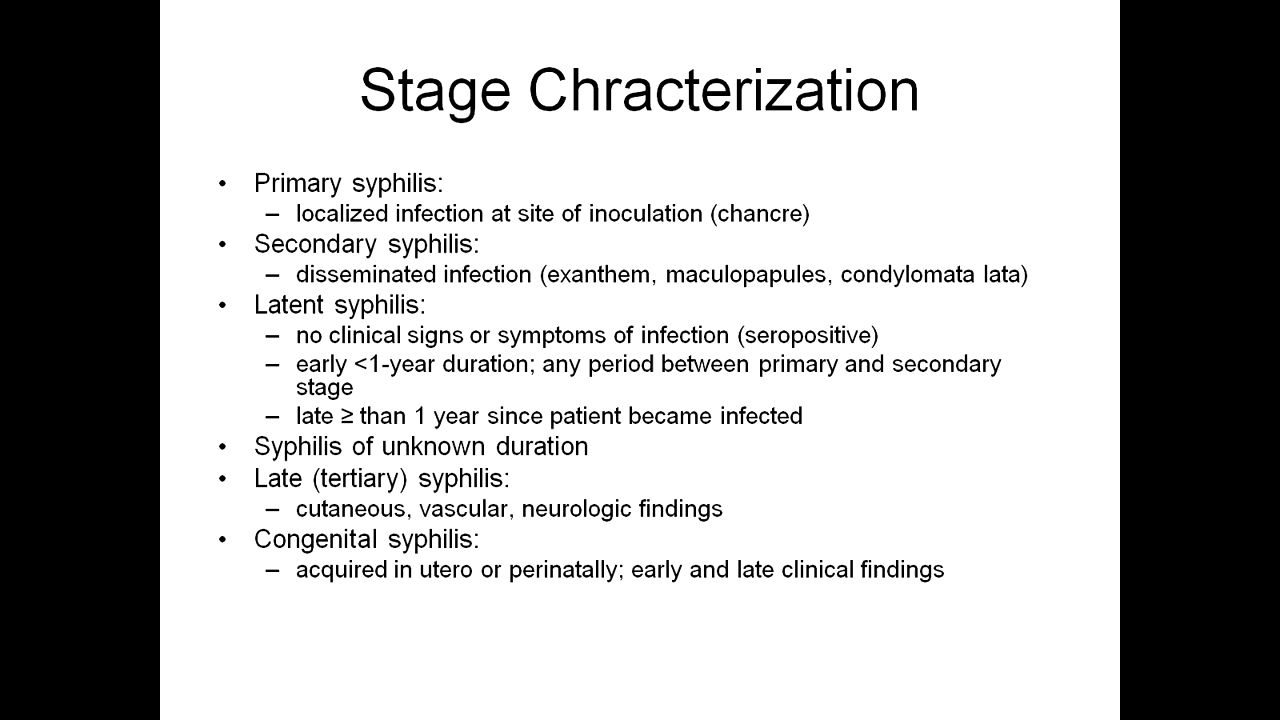 Stage Chracterization
• Primary syphilis:
– localized infection at site of inoculation (chancre)
• Secondary syphilis:
– disseminated infection (exanthem, maculopapules, condylomata lata)
• Latent syphilis:
– no clinical signs or symptoms of infection (seropositive)
– early <1-year duration; any period between primary and secondary
stage
– late ≥ than 1 year since patient became infected
• Syphilis of unknown duration
• Late (tertiary) syphilis:
– cutaneous, vascular, neurologic findings
• Congenital syphilis:
– acquired in utero or perinatally; early and late clinical findings